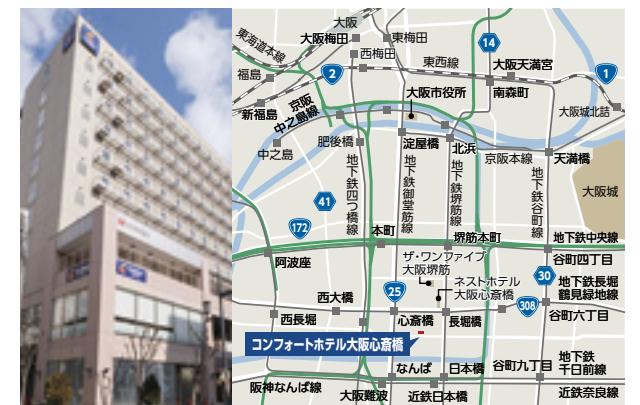 大阪
大阪梅田
東梅田
西梅田
東海道本線
14
東西線
大阪天満宮
福島
2
1
大阪市役所
南森町
新福島
京阪
中之島線
大阪城北詰
肥後橋
淀屋橋
北浜
中之島
京阪本線
天満橋
地下鉄四つ橋線
地下鉄御堂筋線
地下鉄堺筋線
地下鉄谷町線
大阪城
41
172
本町
堺筋本町
地下鉄中央線
阿波座
ザ・ワンファイブ
大阪堺筋
谷町四丁目
30
ネストホテル
大阪心斎橋
地下鉄長堀
鶴見緑地線
25
308
西大橋
西長堀
心斎橋
長堀橋
谷町六丁目
コンフォートホテル大阪心斎橋
なんば
日本橋
谷町九丁目
地下鉄
千日前線
阪神なんば線
大阪難波
近鉄日本橋
近鉄奈良線